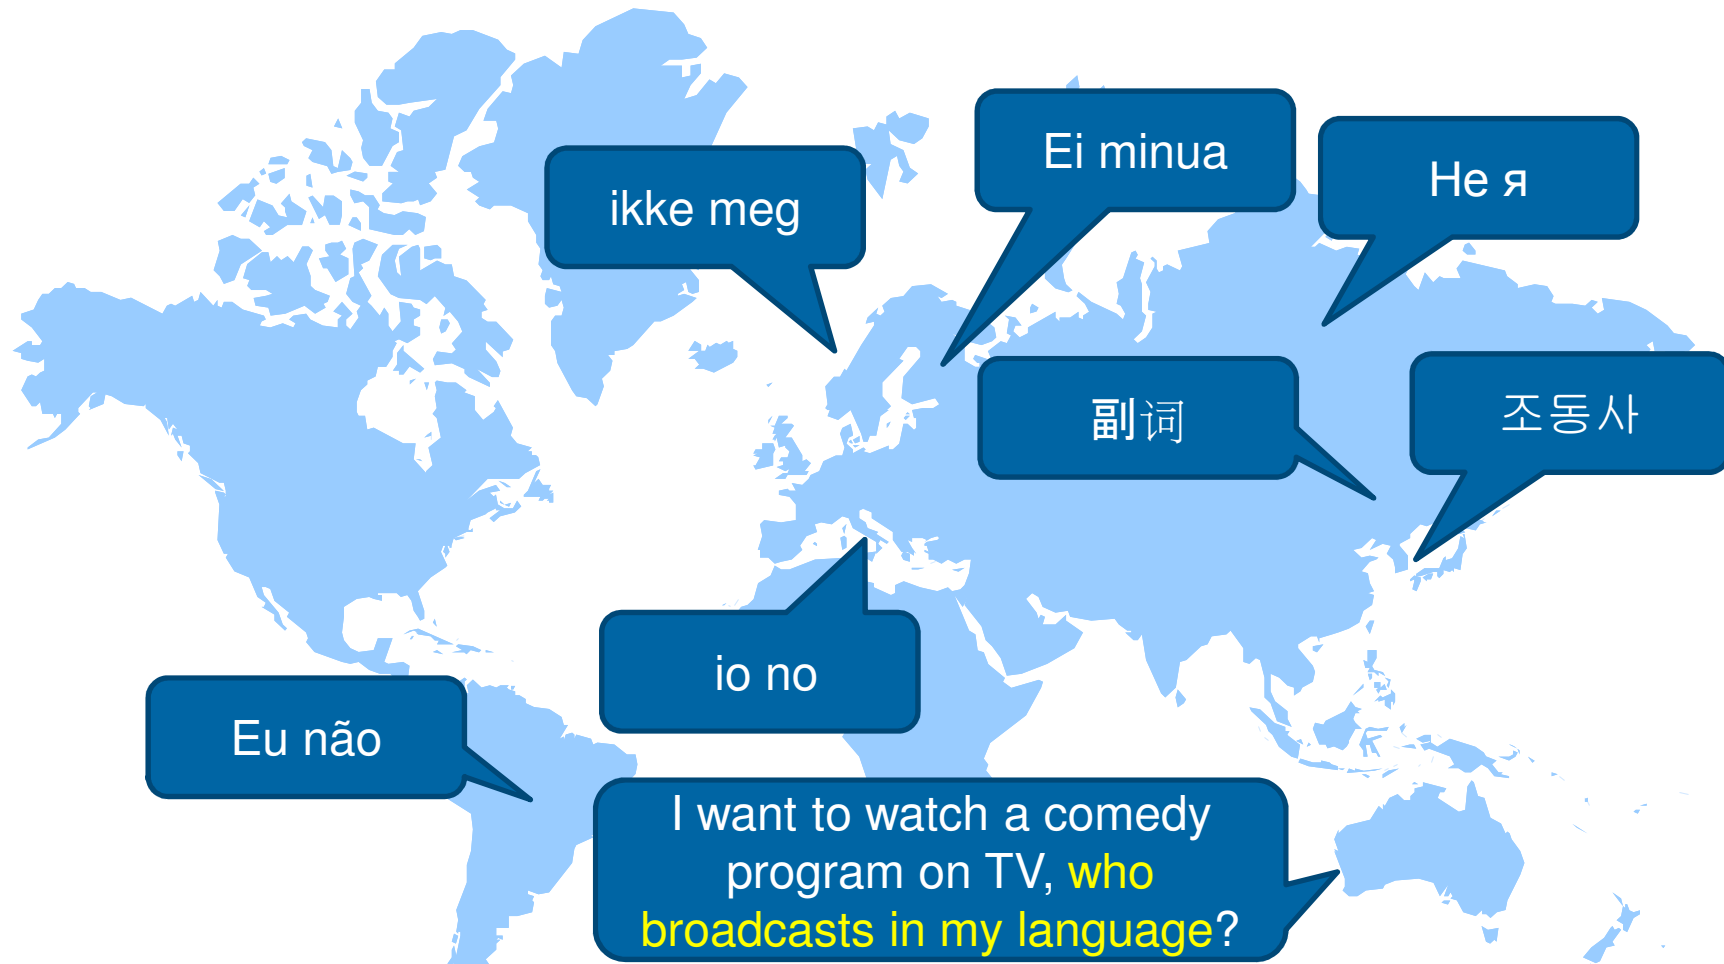 Ei minua
Не я
ikke meg
副词
조동사
io no
Eu não
I want to watch a comedy
program on TV, who
broadcasts in my language?